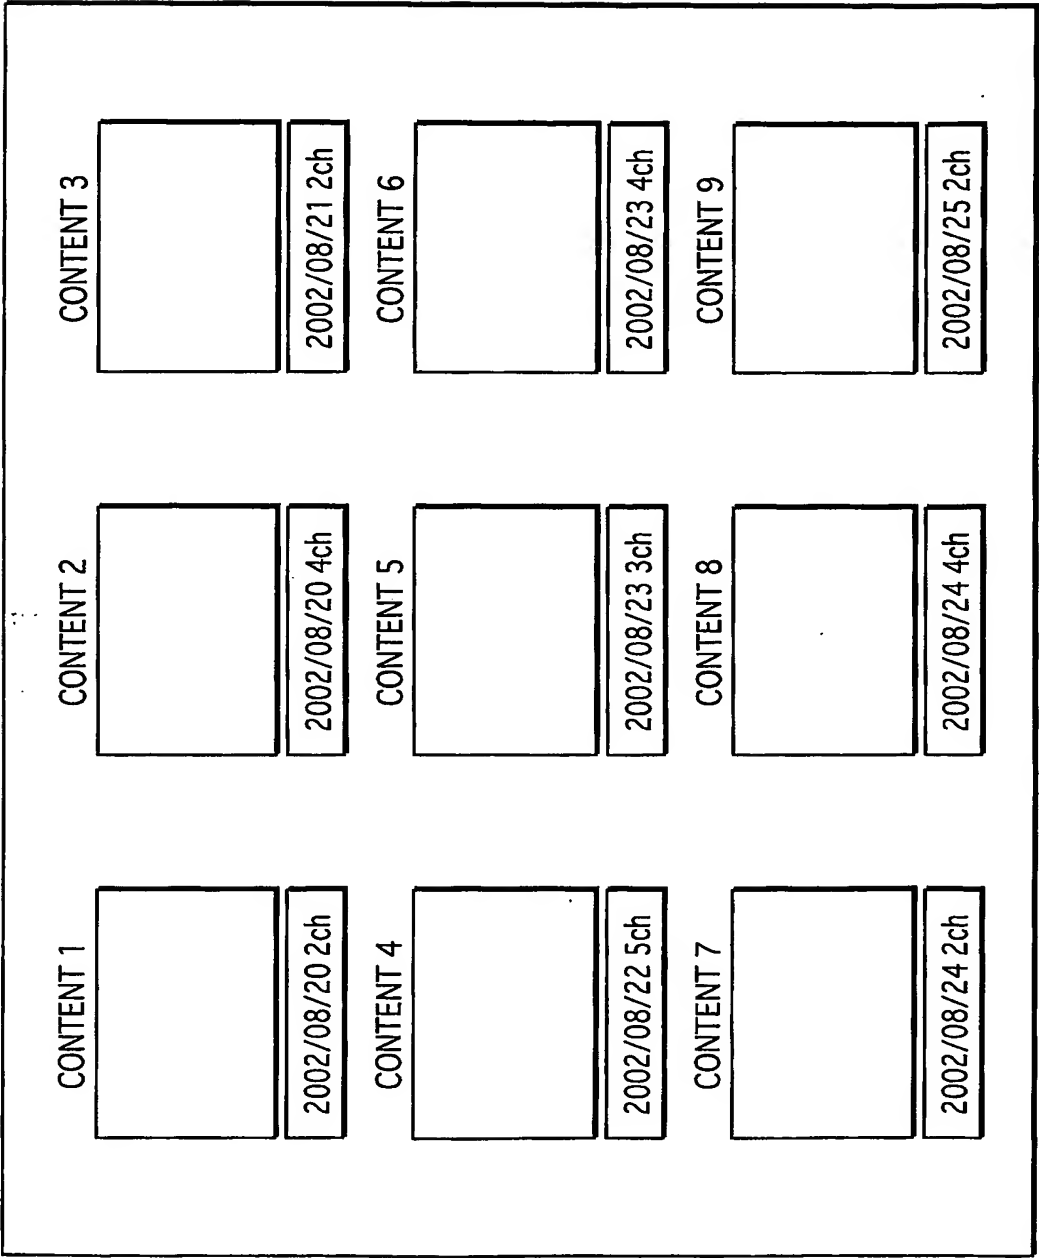 CONTENT 1
2002/08/20 2ch
CONTENT 2
2002/08/20 4ch
CONTENT 3
2002/08/21 2ch
CONTENT 4
2002/08/22 5ch
CONTENT 5
2002/08/23 3ch
CONTENT 6
2002/08/23 4ch
CONTENT 7
2002/08/24 2ch
CONTENT 8
2002/08/24 4ch
CONTENT 9
2002/08/25 2ch